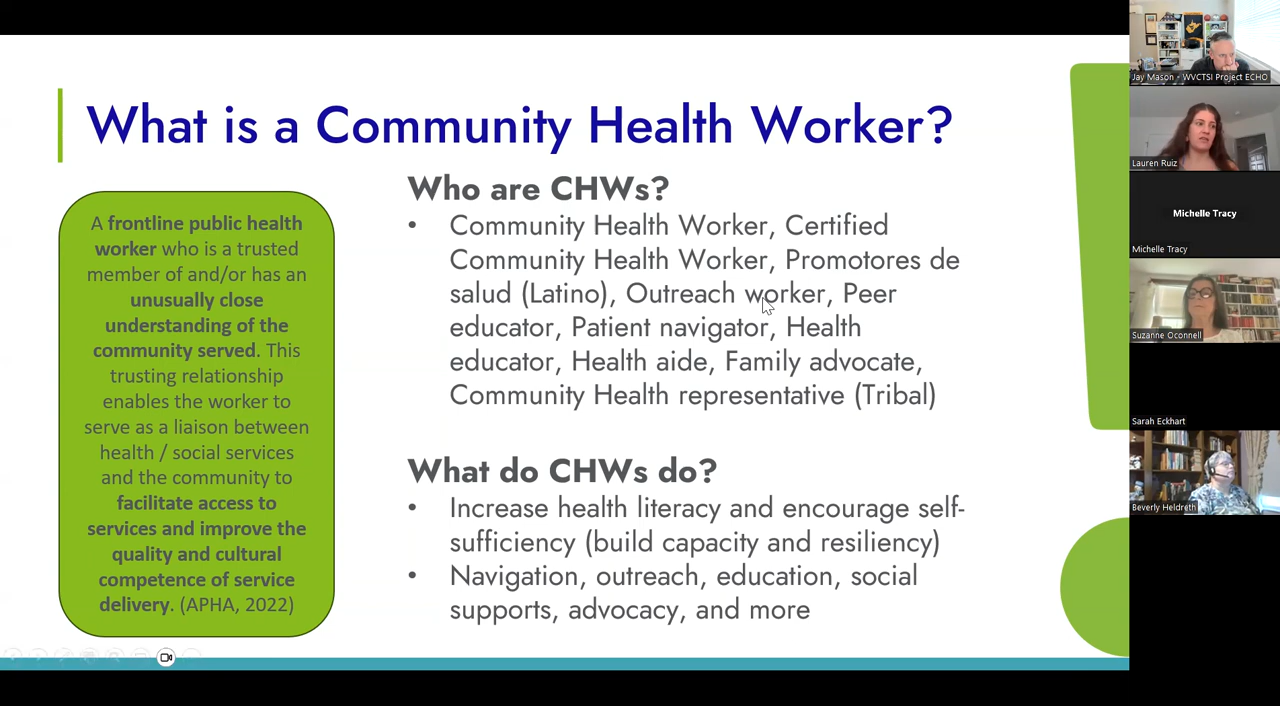 What is a Community Health Worker?
A frontline public health
worker who is a trusted
member of and/or has an
unusually close
understanding of the
community served. This
trusting relationship
enables the worker to
serve as a liaison between
health / social services
and the community to
facilitate access to
services and improve the
quality and cultural
competence of service
delivery. (APHA, 2022)
Who are CHWs?
• Community Health Worker, Certified
Community Health Worker, Promotores de
salud (Latino), Outreach worker, Peer
educator, Patient navigator, Health
educator, Health aide, Family advocate,
Community Health representative (Tribal)
What do CHWs do?
• Increase health literacy and encourage self-
sufficiency (build capacity and resiliency)
• Navigation, outreach, education, social
supports, advocacy, and more
Jay Mason - WVCTSI Project ECHO
Lauren Ruiz
Michelle Tracy
Michelle Tracy
Suzanne Oconnell
Sarah Eckhart
Beverly Heldreth